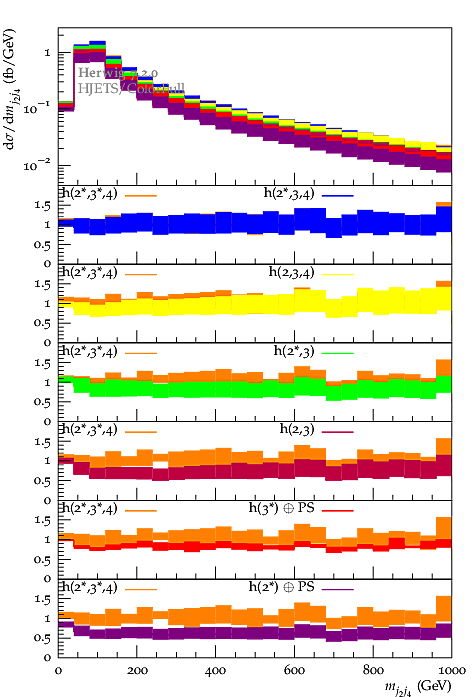 dσ/dm_{j₂j₄} (fb/GeV)
1
10⁻¹
10⁻²
Herwig 7.2.0
HJETS/Colorfull
h(2*,3*,4) h(2*,3,4)
1.5
1
0.5
0
h(2*,3*,4) h(2,3,4)
1.5
1
0.5
0
h(2*,3*,4) h(2*,3)
1.5
1
0.5
0
h(2*,3*,4) h(2,3)
1.5
1
0.5
0
h(2*,3*,4) h(3*) ⊕ PS
1.5
1
0.5
0
h(2*,3*,4) h(2*) ⊕ PS
1.5
1
0.5
0
0 200 400 600 800 1000
m_{j₂j₄} (GeV)